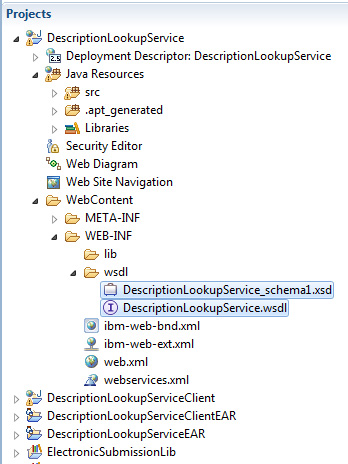 Projects
DescriptionLookupService
2.5 Deployment Descriptor: DescriptionLookupService
Java Resources
src
.apt_generated
Libraries
Security Editor
Web Diagram
Web Site Navigation
WebContent
META-INF
WEB-INF
lib
wsdl
DescriptionLookupService_schema1.xsd
DescriptionLookupService.wsdl
ibm-web-bnd.xml
ibm-web-ext.xml
web.xml
webservices.xml
DescriptionLookupServiceClient
DescriptionLookupServiceClientEAR
DescriptionLookupServiceEAR
ElectronicSubmissionLib